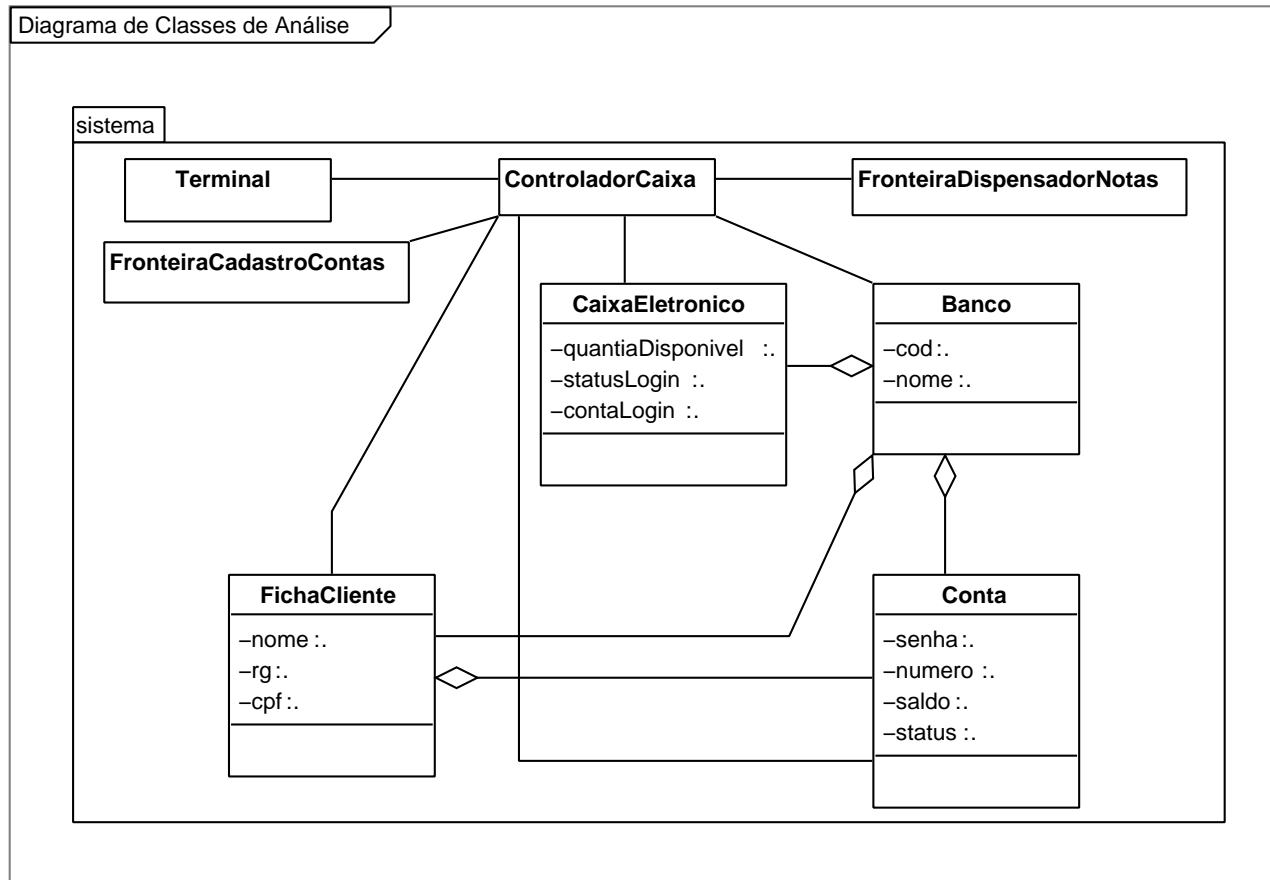 Diagrama de Classes de Análise
sistema
Terminal
ControladorCaixa
FronteiraDispensadorNotas
FronteiraCadastroContas
CaixaEletronico
–quantiaDisponivel :.
–statusLogin :.
–contaLogin :.
Banco
–cod :.
–nome :.
FichaCliente
–nome :.
–rg :.
–cpf :.
Conta
–senha :.
–numero :.
–saldo :.
–status :.